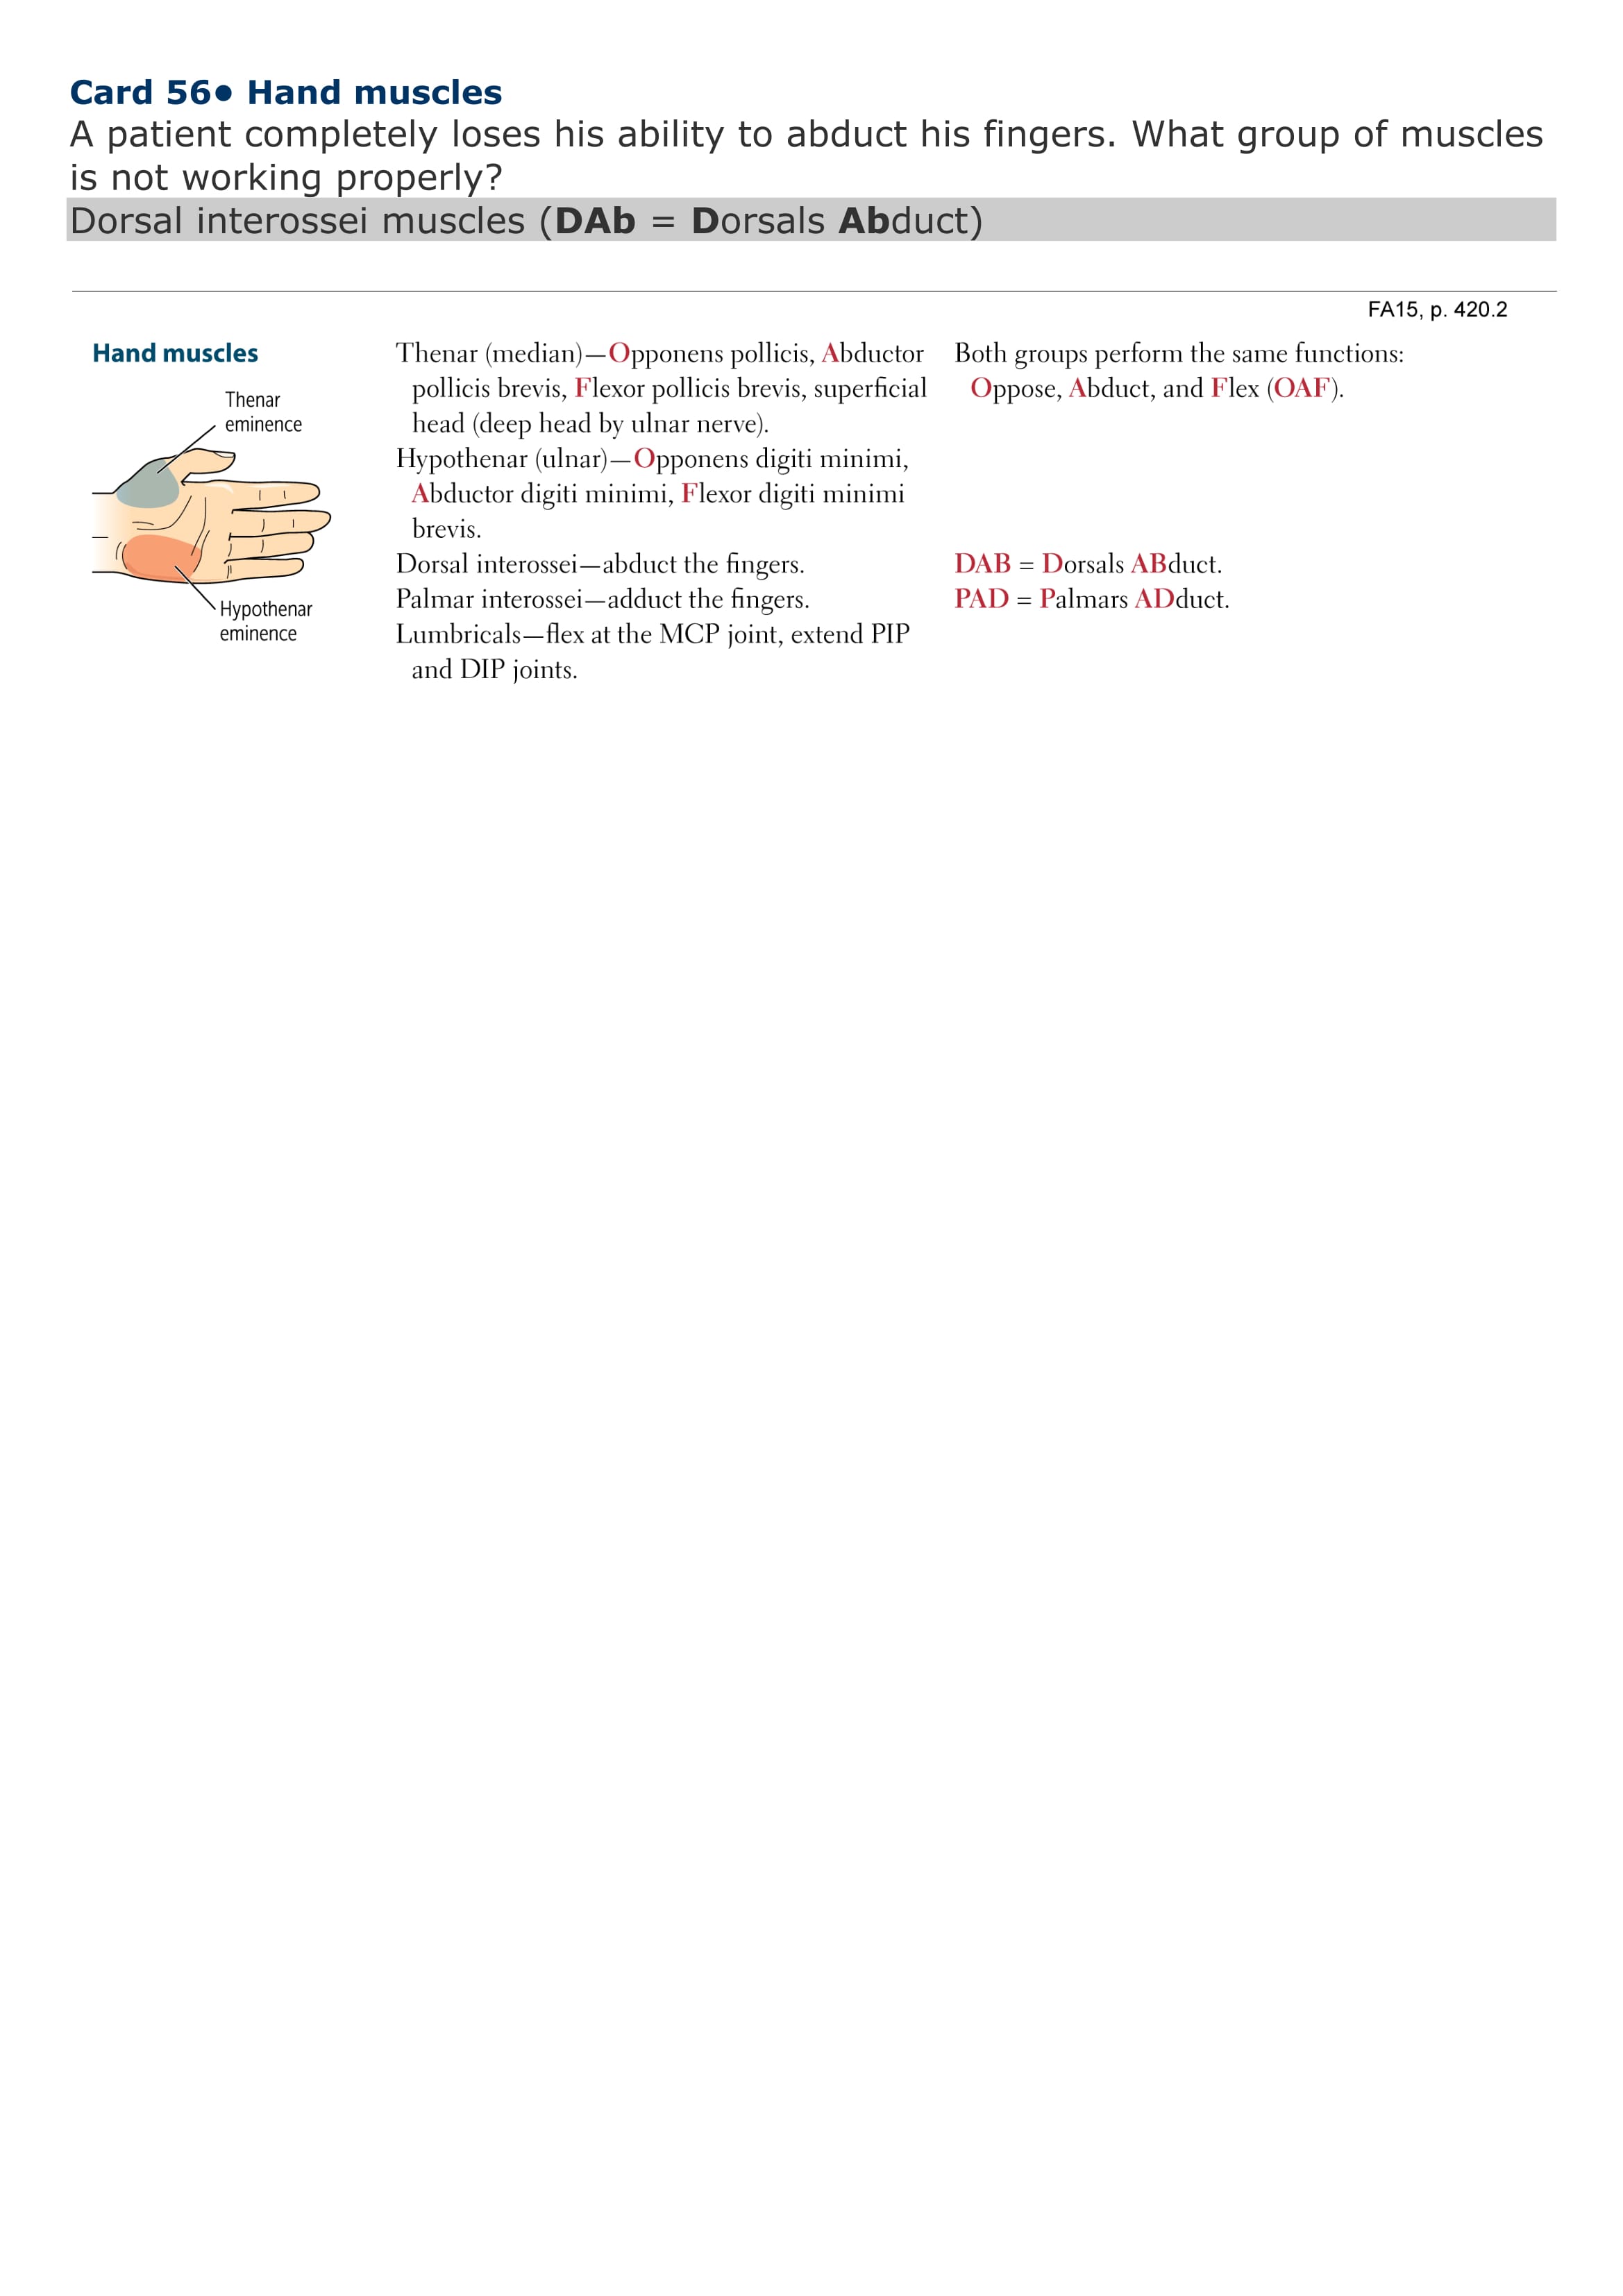 Card 56● Hand muscles
A patient completely loses his ability to abduct his fingers. What group of muscles
is not working properly?
Dorsal interossei muscles (DAb = Dorsals Abduct)
FA15, p. 420.2
Hand muscles
Thenar
eminence
Hypothenar
eminence
Thenar (median)—Opponens pollicis, Abductor
pollicis brevis, Flexor pollicis brevis, superficial
head (deep head by ulnar nerve).
Hypothenar (ulnar)—Opponens digiti minimi,
Abductor digiti minimi, Flexor digiti minimi
brevis.
Dorsal interossei—abduct the fingers.
Palmar interossei—adduct the fingers.
Lumbricals—flex at the MCP joint, extend PIP
and DIP joints.
Both groups perform the same functions:
Oppose, Abduct, and Flex (OAF).
DAB = Dorsals ABduct.
PAD = Palmars ADduct.